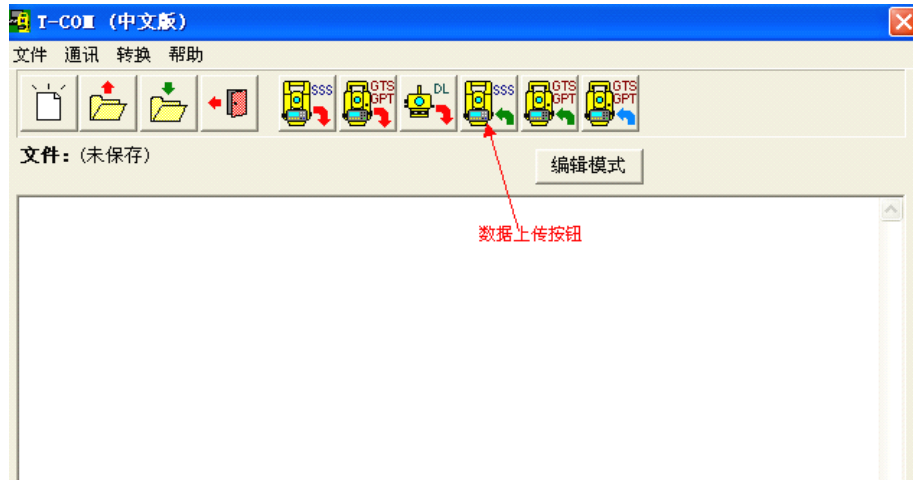 T-COM (中文版)
文件 通讯 转换 帮助
SSS GTS GPT DL SSS GTS GPT GTS GPT
文件: (未保存)
编辑模式
数据上传按钮